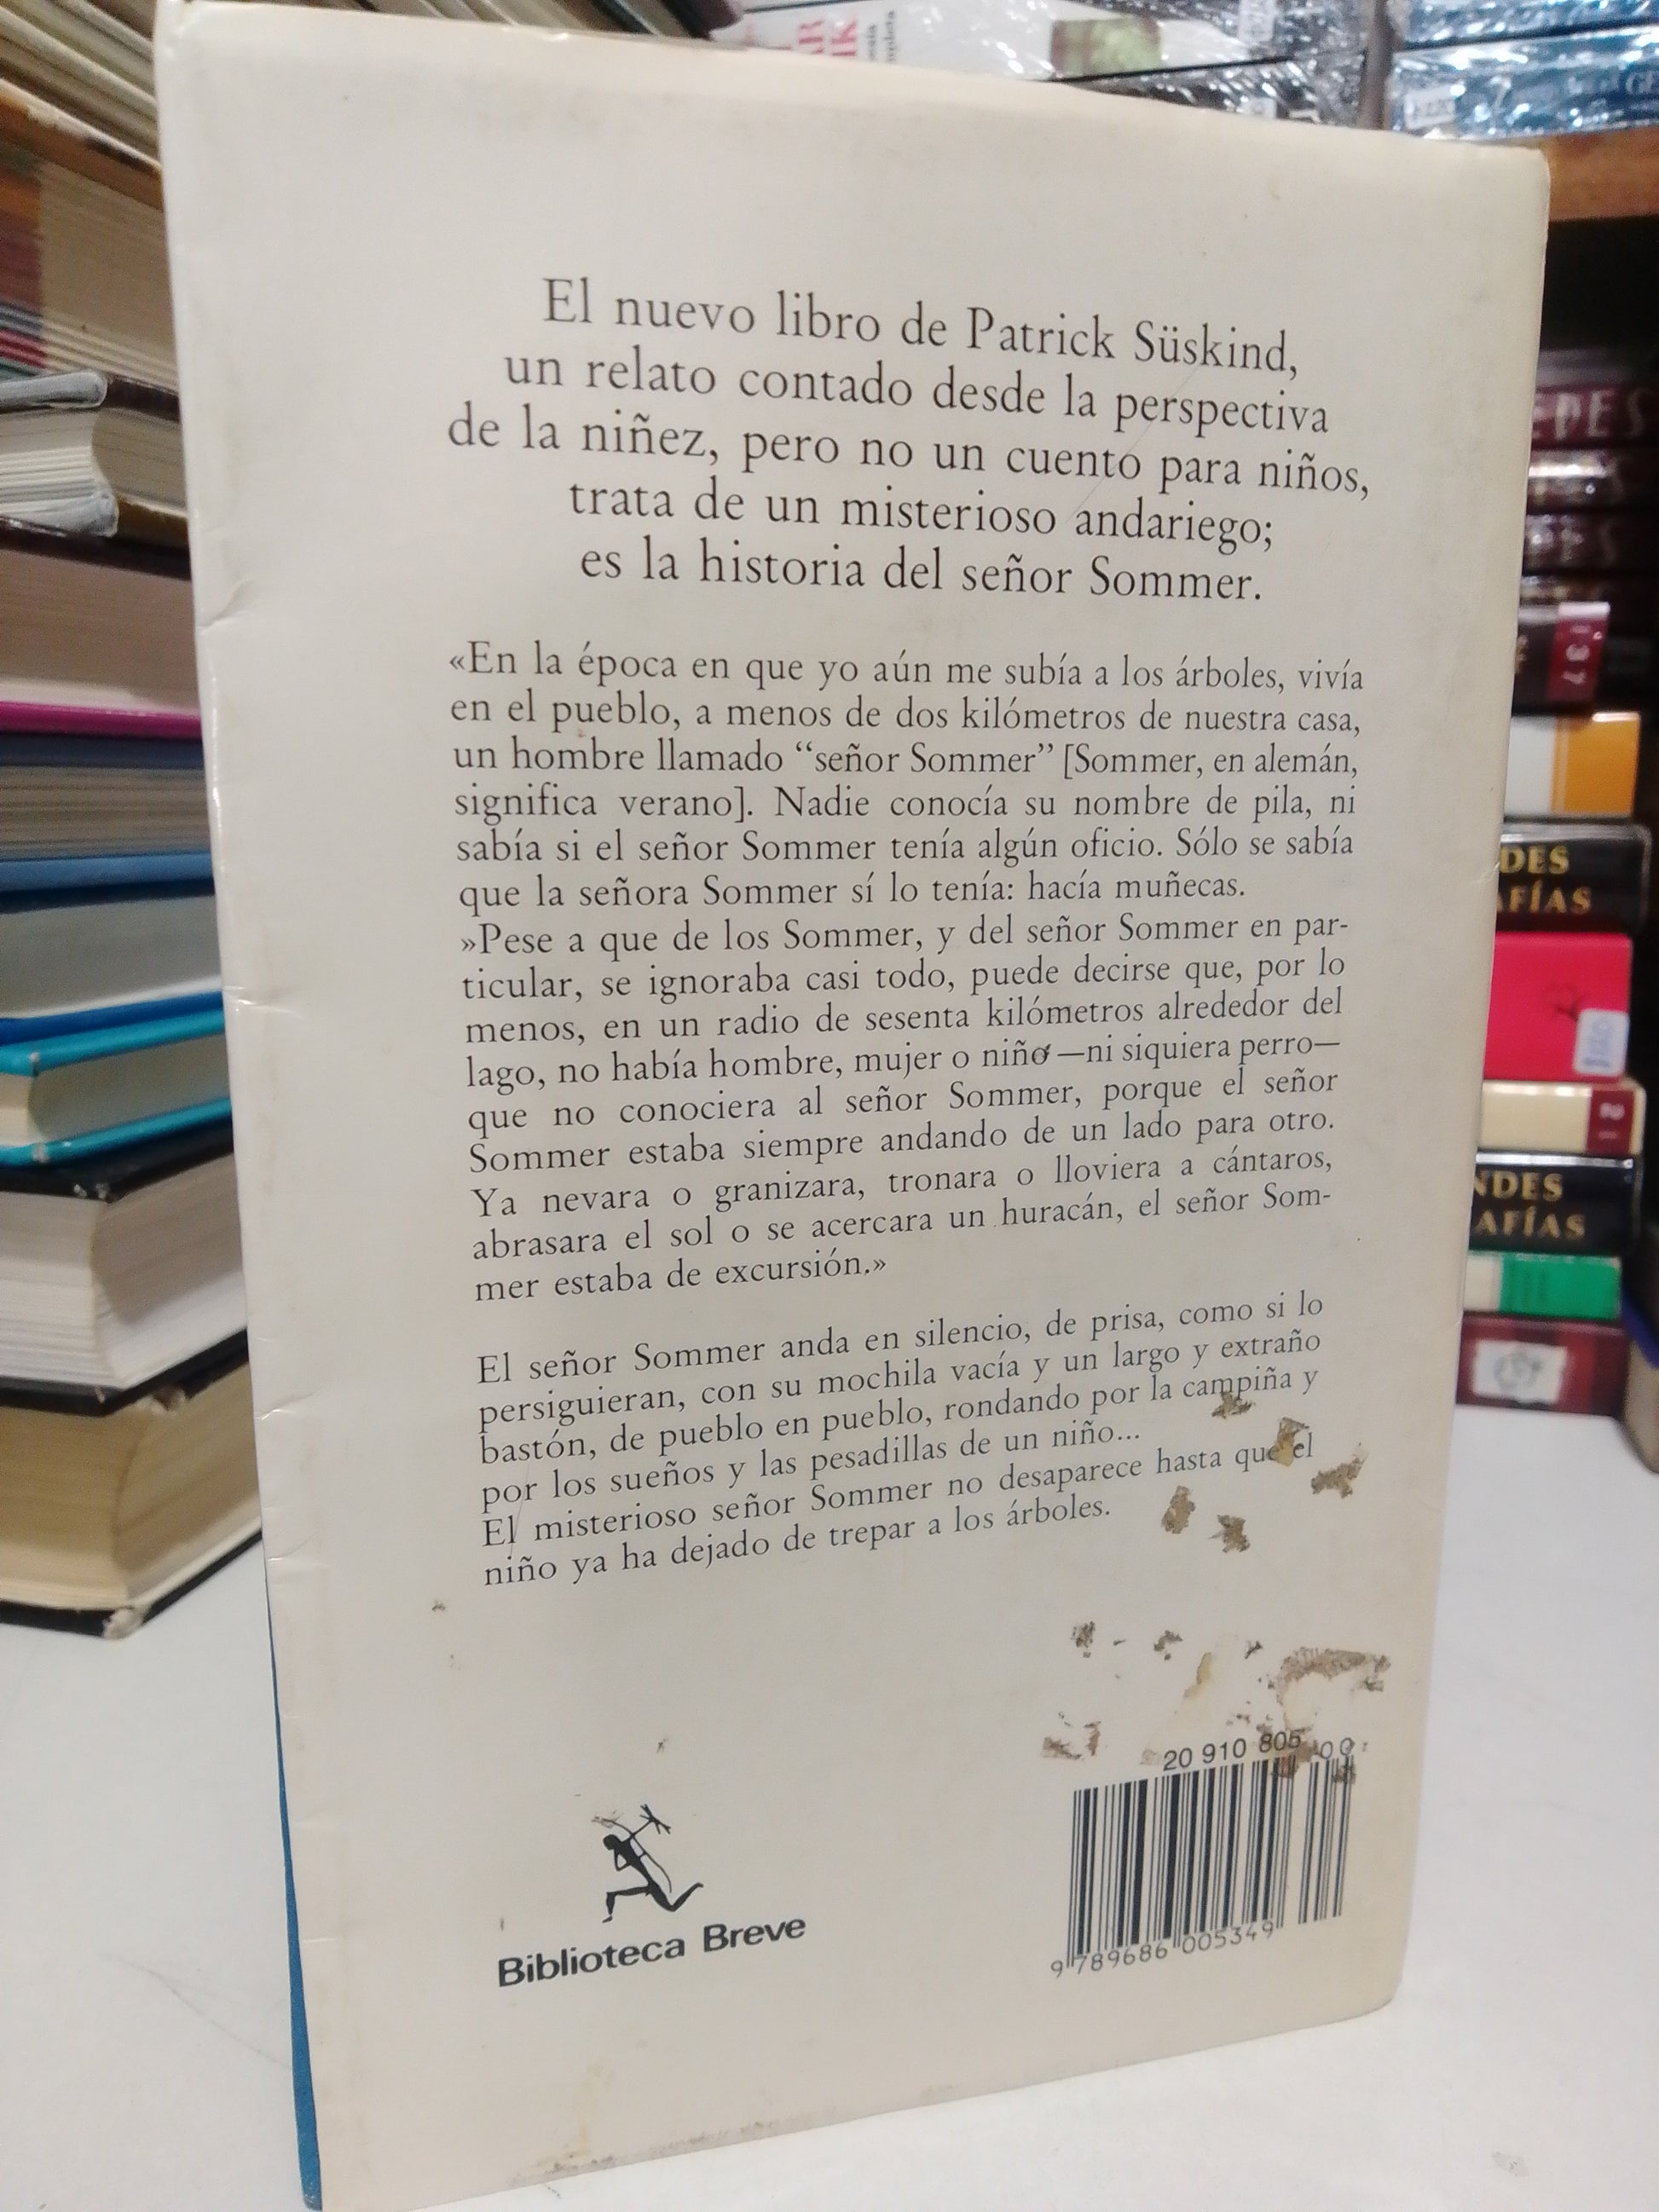 El nuevo libro de Patrick Süskind,
un relato contado desde la perspectiva
de la niñez, pero no un cuento para niños,
trata de un misterioso andariego;
es la historia del señor Sommer.
«En la época en que yo aún me subía a los árboles, vivía
en el pueblo, a menos de dos kilómetros de nuestra casa,
un hombre llamado “señor Sommer” [Sommer, en alemán,
significa verano]. Nadie conocía su nombre de pila, ni
sabía si el señor Sommer tenía algún oficio. Sólo se sabía
que la señora Sommer sí lo tenía: hacía muñecas.
»Pese a que de los Sommer, y del señor Sommer en par-
ticular, se ignoraba casi todo, puede decirse que, por lo
menos, en un radio de sesenta kilómetros alrededor del
lago, no había hombre, mujer o niño —ni siquiera perro—
que no conociera al señor Sommer, porque el señor
Sommer estaba siempre andando de un lado para otro.
Ya nevara o granizara, tronara o lloviera a cántaros,
abrasara el sol o se acercara un huracán, el señor Som-
mer estaba de excursión.»
El señor Sommer anda en silencio, de prisa, como si lo
persiguieran, con su mochila vacía y un largo y extraño
bastón, de pueblo en pueblo, rondando por la campiña y
por los sueños y las pesadillas de un niño...
El misterioso señor Sommer no desaparece hasta que el
niño ya ha dejado de trepar a los árboles.
Biblioteca Breve
20 910 805 00
9 789686 005349
DES
AFÍAS
NDES
AFÍAS